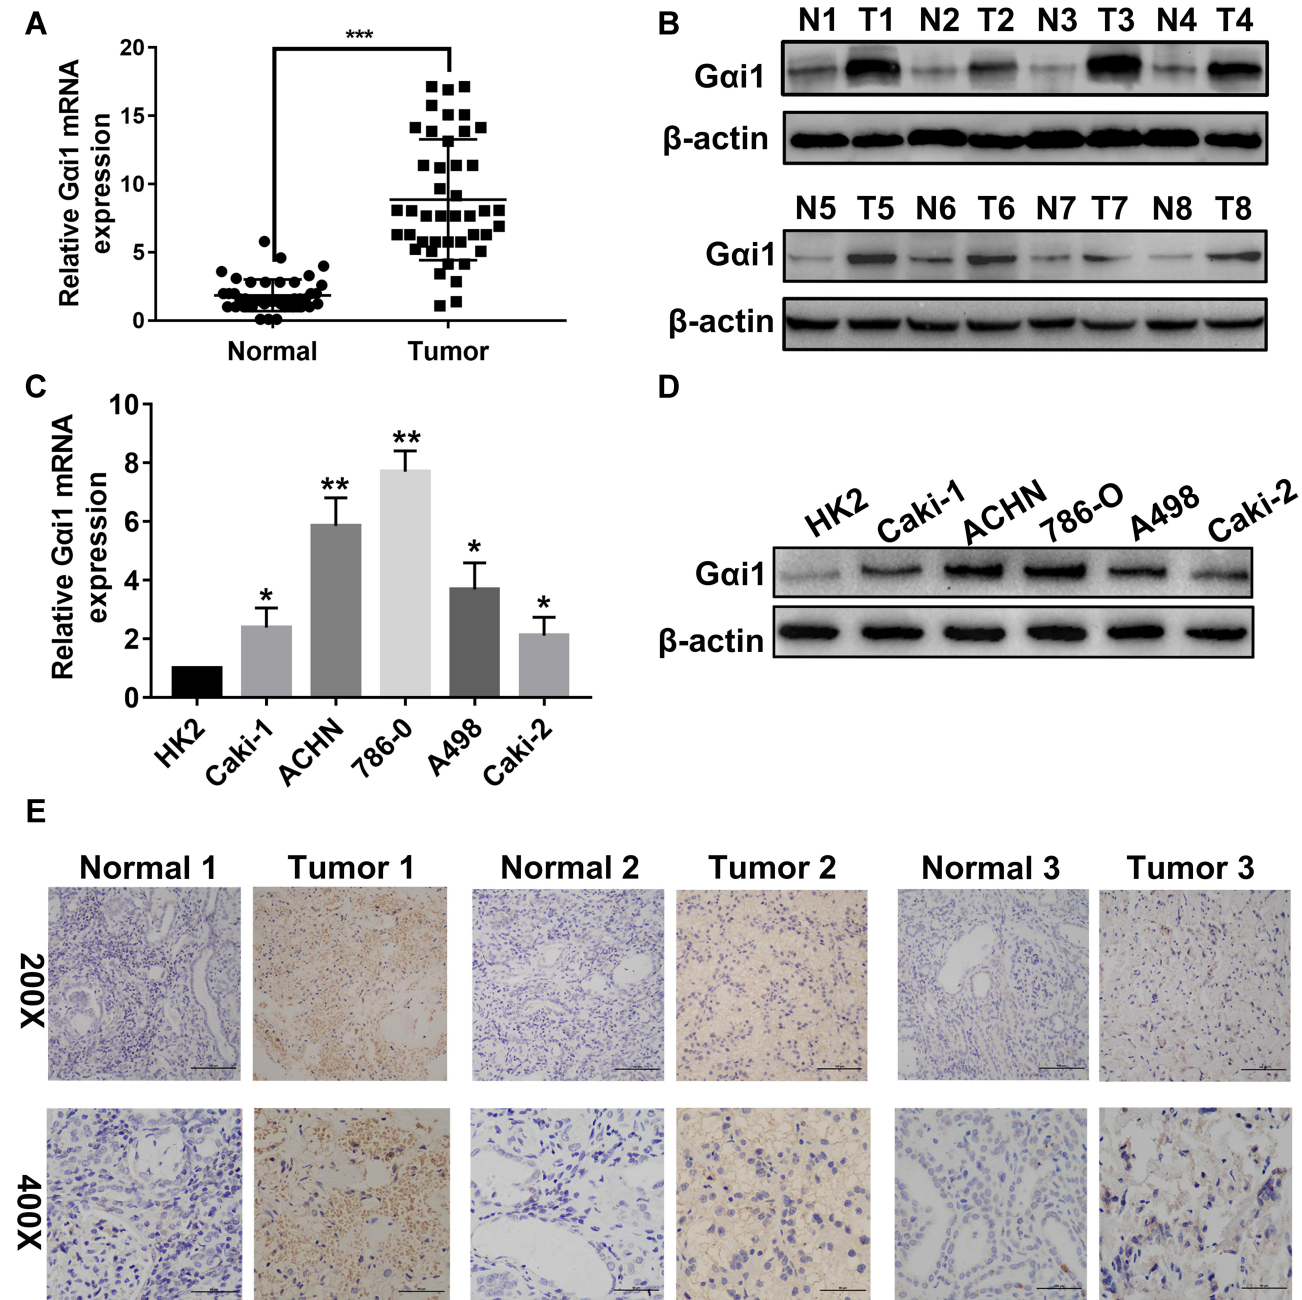 A
***
20
15
10
5
0
Relative Gαi1 mRNA
expression
Normal
Tumor
B
N1 T1 N2 T2 N3 T3 N4 T4
Gαi1
β-actin
N5 T5 N6 T6 N7 T7 N8 T8
Gαi1
β-actin
C
10
8
6
4
2
0
Relative Gαi1 mRNA
expression
*
**
**
*
*
HK2
Caki-1
ACHN
786-0
A498
Caki-2
D
HK2 Caki-1 ACHN 786-O A498 Caki-2
Gαi1
β-actin
E
Normal 1 Tumor 1 Normal 2 Tumor 2 Normal 3 Tumor 3
200X
400X